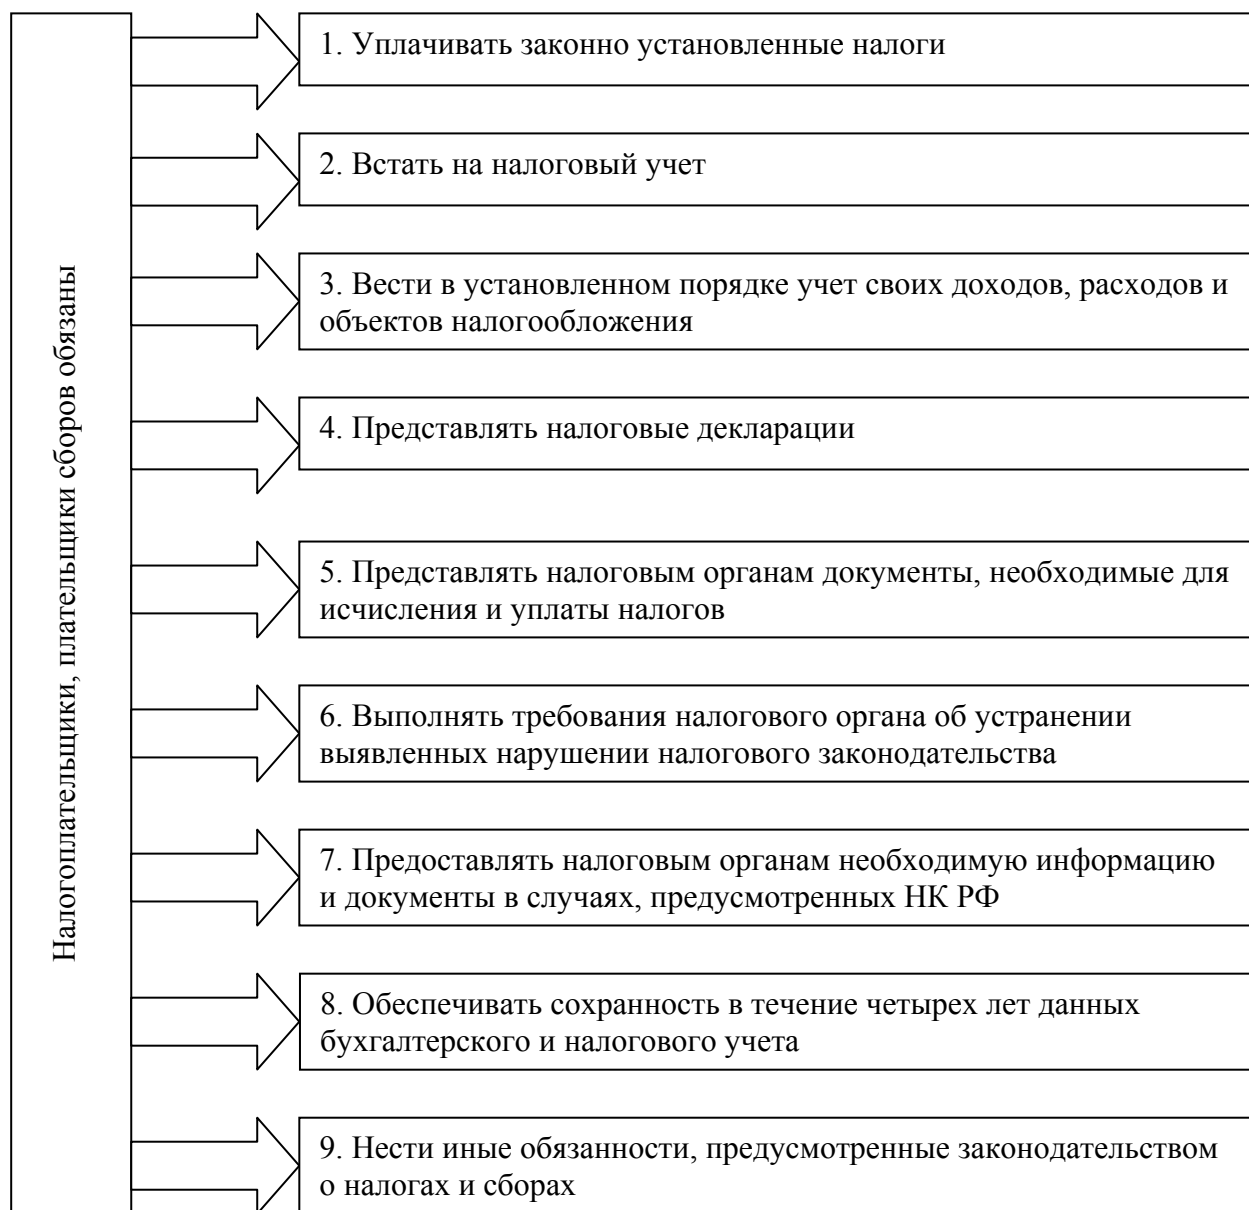 Налогоплательщики, плательщики сборов обязаны
1. Уплачивать законно установленные налоги
2. Встать на налоговый учет
3. Вести в установленном порядке учет своих доходов, расходов и
объектов налогообложения
4. Представлять налоговые декларации
5. Представлять налоговым органам документы, необходимые для
исчисления и уплаты налогов
6. Выполнять требования налогового органа об устранении
выявленных нарушении налогового законодательства
7. Предоставлять налоговым органам необходимую информацию
и документы в случаях, предусмотренных НК РФ
8. Обеспечивать сохранность в течение четырех лет данных
бухгалтерского и налогового учета
9. Нести иные обязанности, предусмотренные законодательством
о налогах и сборах